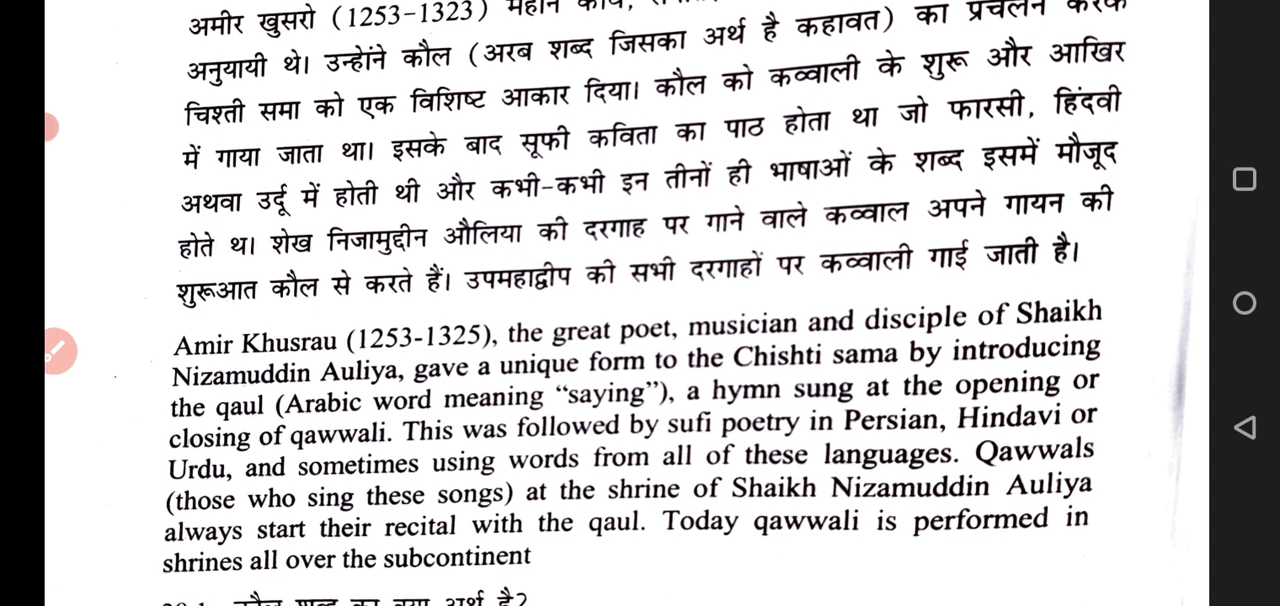 अमीर खुसरो (1253-1323) महान कवि,
अनुयायी थे। उन्होंने कौल (अरब शब्द जिसका अर्थ है कहावत) का प्रचलन करके
चिश्ती समा को एक विशिष्ट आकार दिया। कौल को कव्वाली के शुरू और आखिर
में गाया जाता था। इसके बाद सूफी कविता का पाठ होता था जो फारसी, हिंदवी
अथवा उर्दू में होती थी और कभी-कभी इन तीनों ही भाषाओं के शब्द इसमें मौजूद
होते थ। शेख निजामुद्दीन औलिया की दरगाह पर गाने वाले कव्वाल अपने गायन की
शुरूआत कौल से करते हैं। उपमहाद्वीप की सभी दरगाहों पर कव्वाली गाई जाती है।
Amir Khusrau (1253-1325), the great poet, musician and disciple of Shaikh
Nizamuddin Auliya, gave a unique form to the Chishti sama by introducing
the qaul (Arabic word meaning “saying”), a hymn sung at the opening or
closing of qawwali. This was followed by sufi poetry in Persian, Hindavi or
Urdu, and sometimes using words from all of these languages. Qawwals
(those who sing these songs) at the shrine of Shaikh Nizamuddin Auliya
always start their recital with the qaul. Today qawwali is performed in
shrines all over the subcontinent
कौल शब्द का क्या अर्थ है?